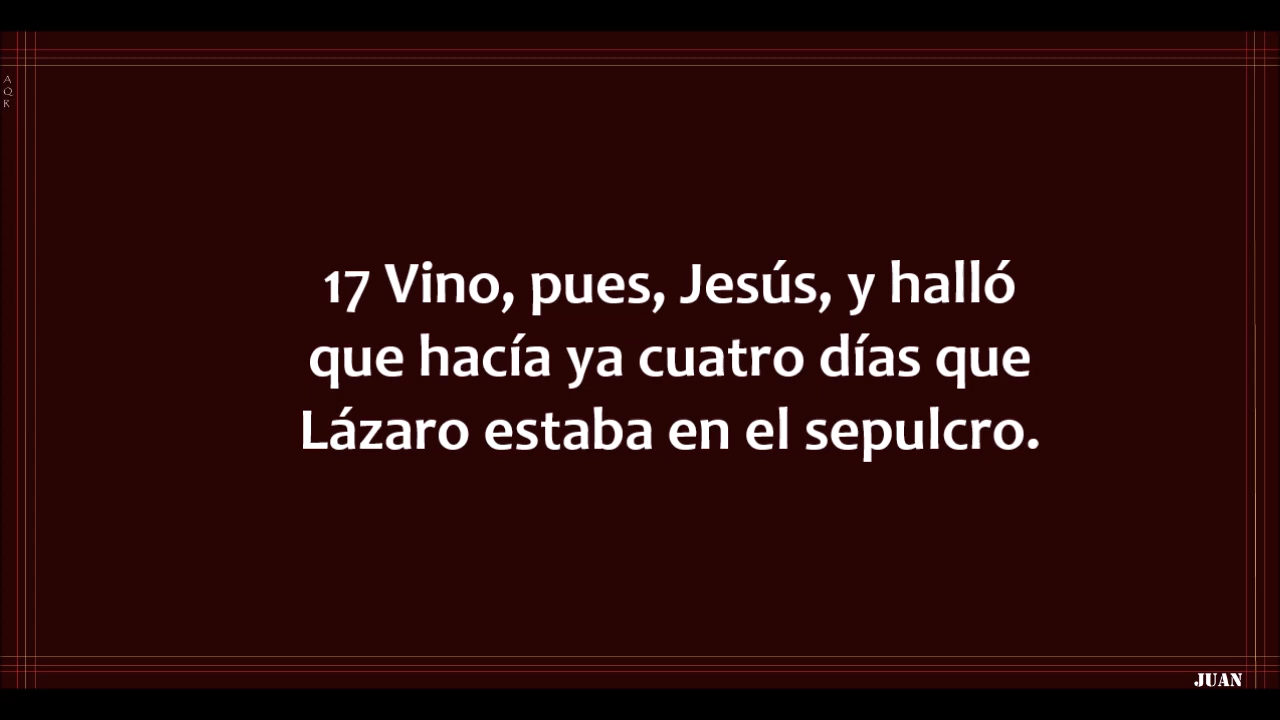 A
Q
R
17 Vino, pues, Jesús, y halló
que hacía ya cuatro días que
Lázaro estaba en el sepulcro.
JUAN